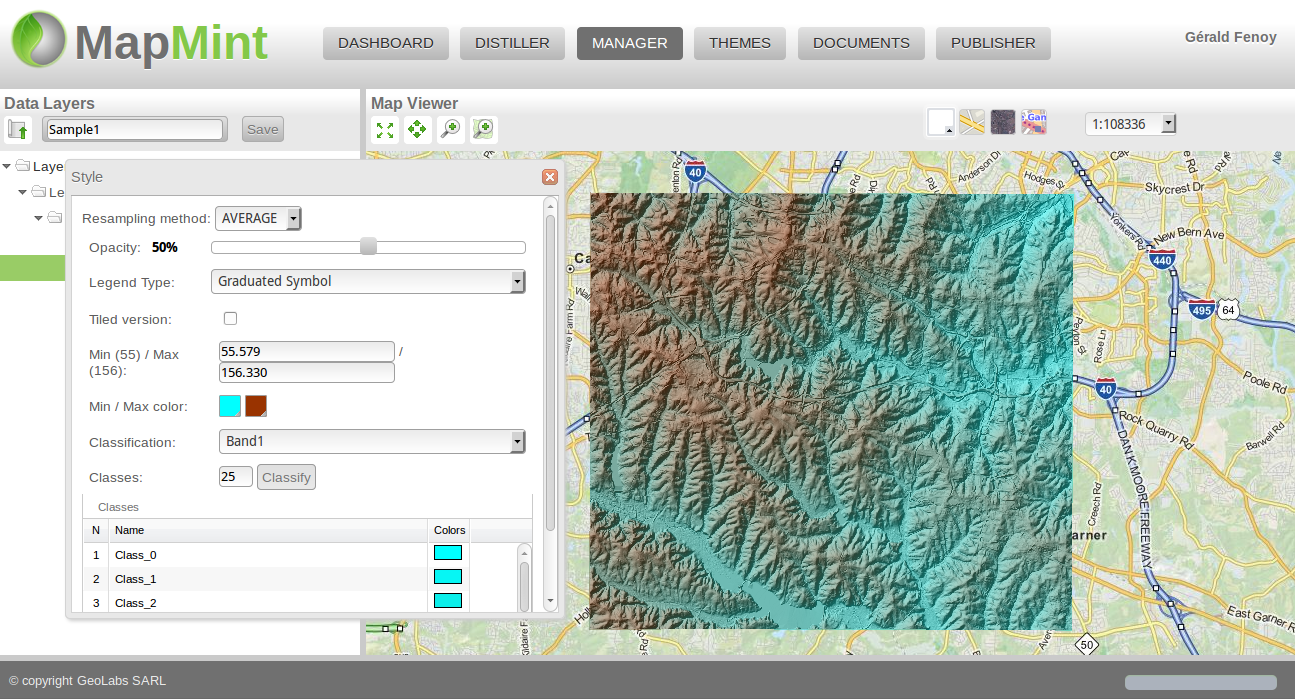 MapMint
DASHBOARD DISTILLER MANAGER THEMES DOCUMENTS PUBLISHER
Gérald Fenoy
Data Layers
Sample1
Save
Map Viewer
1:108336
Laye
Le
Style
Resampling method: AVERAGE
Opacity: 50%
Legend Type: Graduated Symbol
Tiled version:
Min (55) / Max (156): 55.579 /
156.330
Min / Max color:
Classification: Band1
Classes: 25 Classify
Classes
N Name Colors
1 Class_0
2 Class_1
3 Class_2
40
Anderson Dr
Hodges St
Skycrest Dr
Yonkers Rd
New Bern Ave
440
495
64
Peyton St
Rose Ln
40
Poole Rd
Rock Quarry Rd
Barwell Rd
DAN K MOORE FREEWAY
Creech Rd
arner
East Garner R
50
© copyright GeoLabs SARL